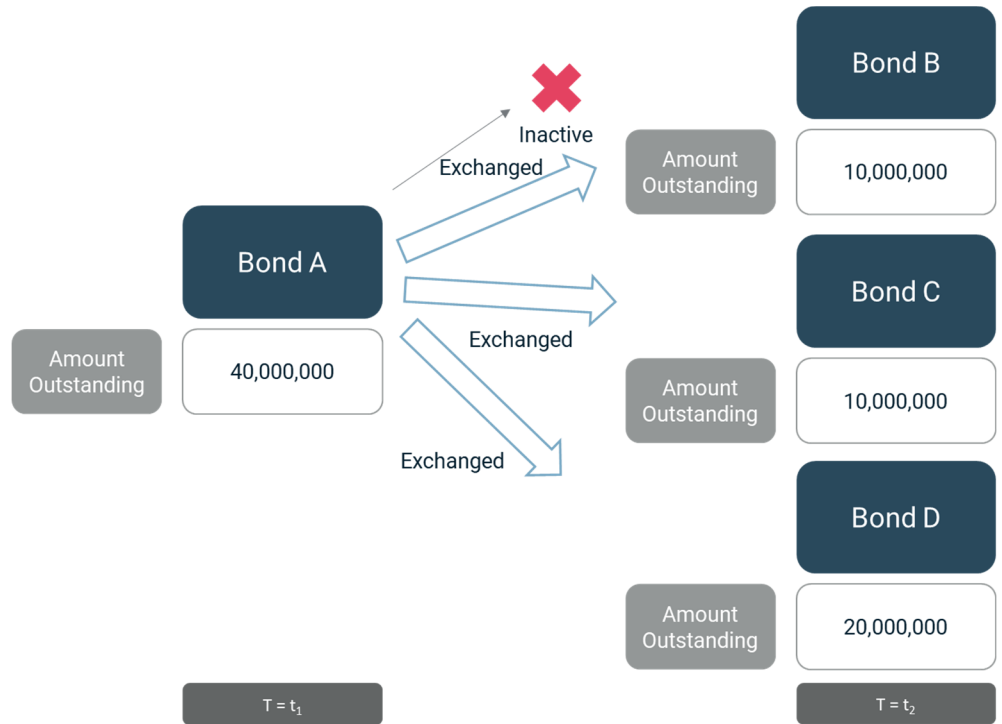 Bond B
Inactive
Exchanged
Amount
Outstanding
10,000,000
Bond A
Bond C
Exchanged
Amount
Outstanding
40,000,000
Amount
Outstanding
10,000,000
Exchanged
Bond D
Amount
Outstanding
20,000,000
T = t₁
T = t₂